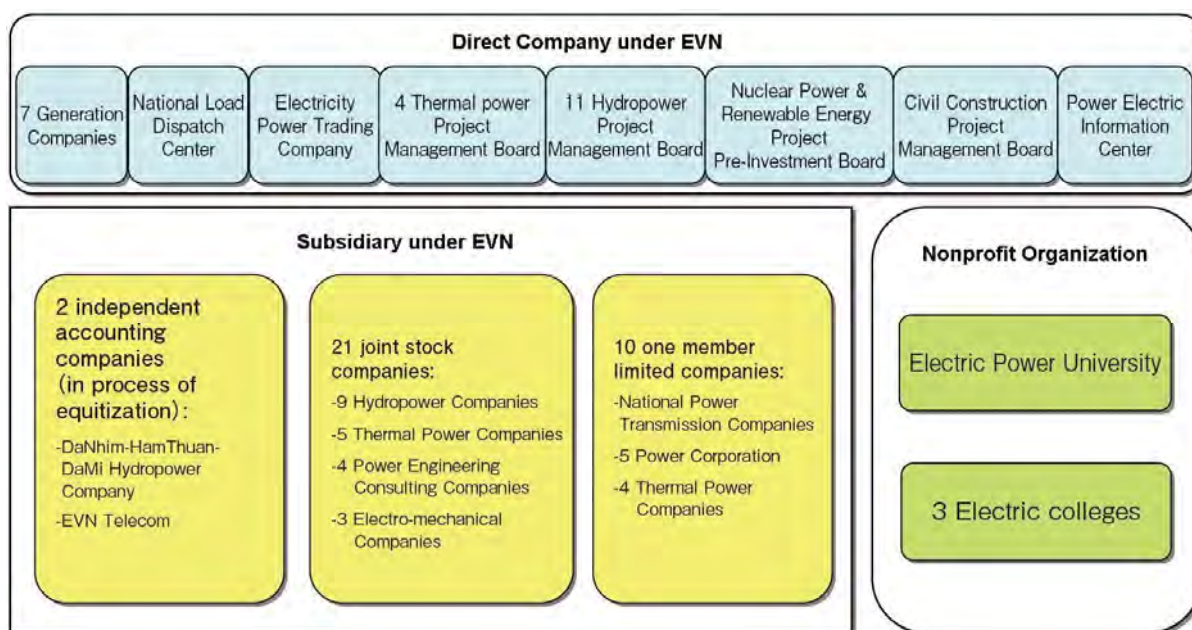 Direct Company under EVN
7 Generation
Companies
National Load
Dispatch
Center
Electricity
Power Trading
Company
4 Thermal power
Project
Management Board
11 Hydropower
Project
Management Board
Nuclear Power &
Renewable Energy
Project
Pre-Investment Board
Civil Construction
Project
Management Board
Power Electric
Information
Center
Subsidiary under EVN
2 independent
accounting
companies
(in process of
equitization):
-DaNhim-HamThuan-
DaMi Hydropower
Company
-EVN Telecom
21 joint stock
companies:
-9 Hydropower Companies
-5 Thermal Power Companies
-4 Power Engineering
Consulting Companies
-3 Electro-mechanical
Companies
10 one member
limited companies:
-National Power
Transmission Companies
-5 Power Corporation
-4 Thermal Power
Companies
Nonprofit Organization
Electric Power University
3 Electric colleges